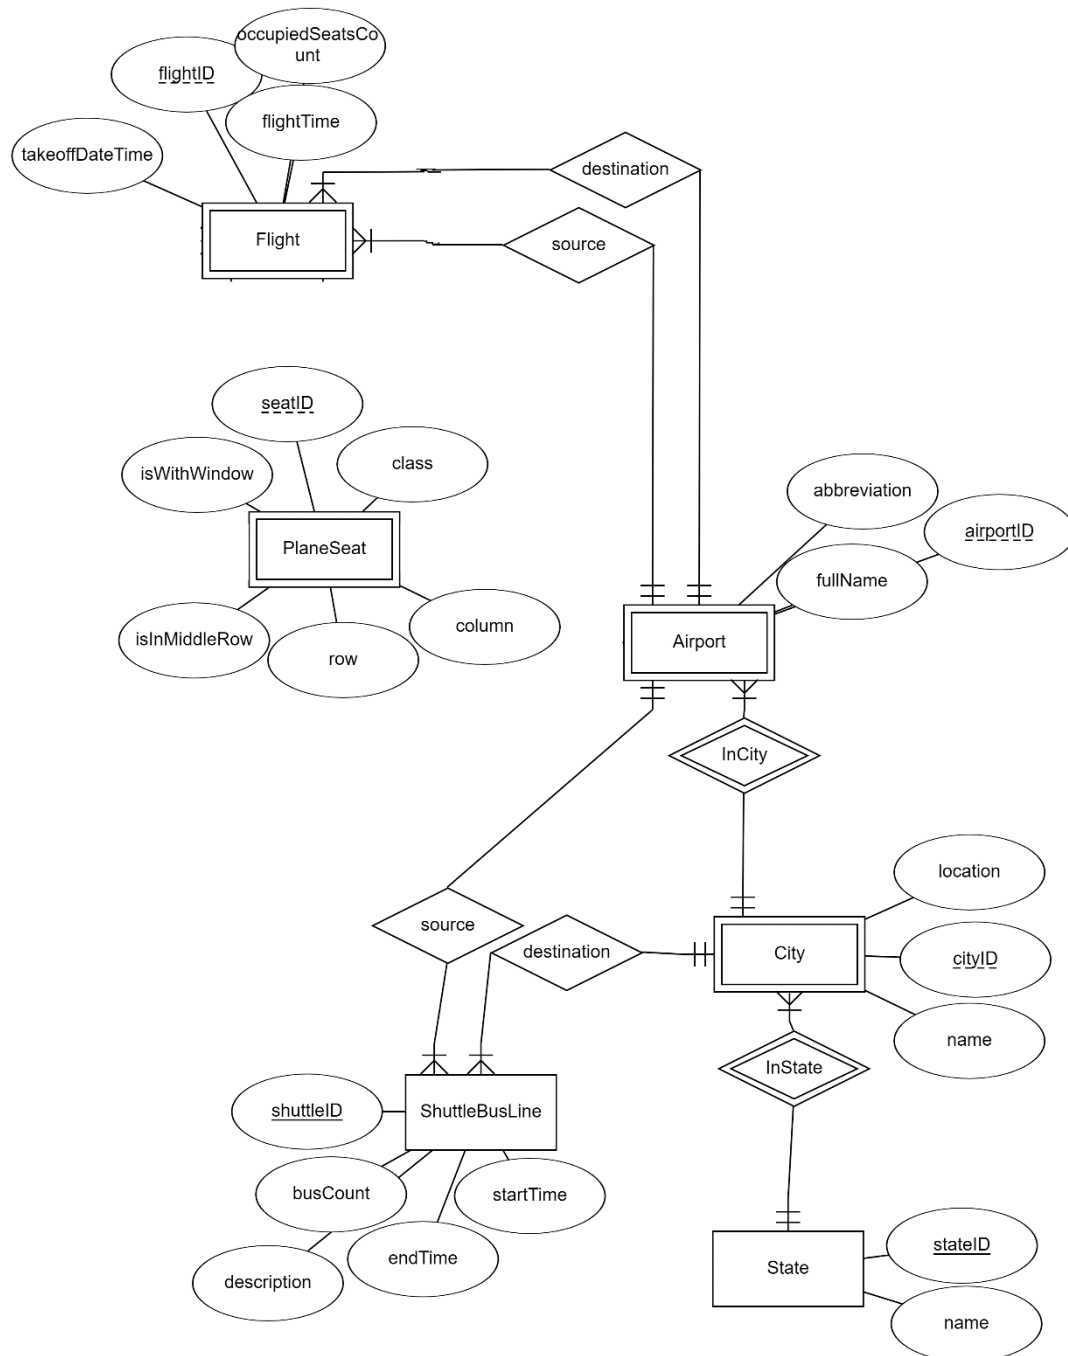 occupiedSeatsCo
unt
flightID
flightTime
takeoffDateTime
destination
Flight
source
seatID
class
isWithWindow
abbreviation
airportID
PlaneSeat
fullName
column
isInMiddleRow
row
Airport
InCity
location
source
destination
City
cityID
name
InState
shuttleID
ShuttleBusLine
busCount
startTime
endTime
description
stateID
State
name